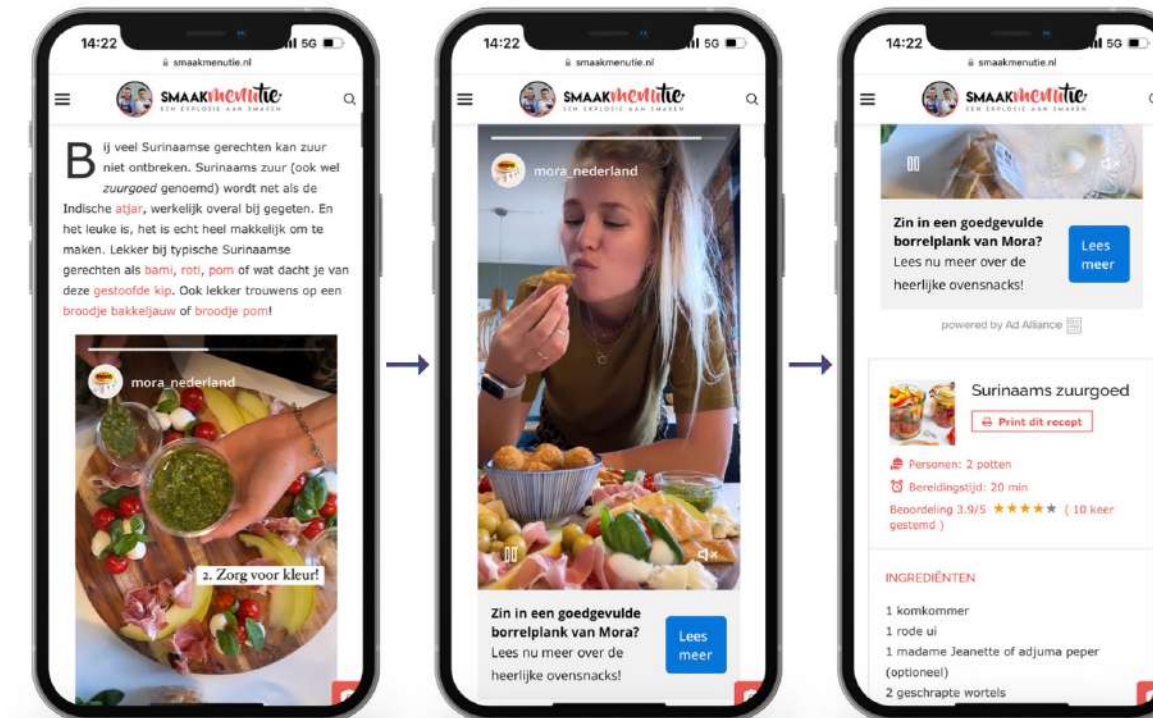 14:22
5G
smaakmenutie.nl
SMAAKmenutie
EEN EXPLOSIE AAN SMAKEN
Bij veel Surinaamse gerechten kan zuur
niet ontbreken. Surinaams zuur (ook wel
zuurgoed genoemd) wordt net als de
Indische atjar, werkelijk overal bij gegeten. En
het leuke is, het is echt heel makkelijk om te
maken. Lekker bij typische Surinaamse
gerechten als bami, roti, pom of wat dacht je van
deze gestoofde kip. Ook lekker trouwens op een
broodje bakkeljauw of broodje pom!
mora_nederland
2. Zorg voor kleur!
14:22
5G
smaakmenutie.nl
SMAAKmenutie
EEN EXPLOSIE AAN SMAKEN
mora_nederland
Zin in een goedgevulde
borrelplank van Mora?
Lees nu meer over de
heerlijke ovensnacks!
Lees
meer
14:22
5G
smaakmenutie.nl
SMAAKmenutie
EEN EXPLOSIE AAN SMAKEN
Zin in een goedgevulde
borrelplank van Mora?
Lees nu meer over de
heerlijke ovensnacks!
Lees
meer
powered by Ad Alliance
Surinaams zuurgoed
Print dit recept
Personen: 2 potten
Bereidingstijd: 20 min
Beoordeling 3.9/5 ★★★★★ ( 10 keer
gestemd )
INGREDIËNTEN
1 komkommer
1 rode ui
1 madame Jeanette of adjuma peper
(optioneel)
2 geschrapte wortels